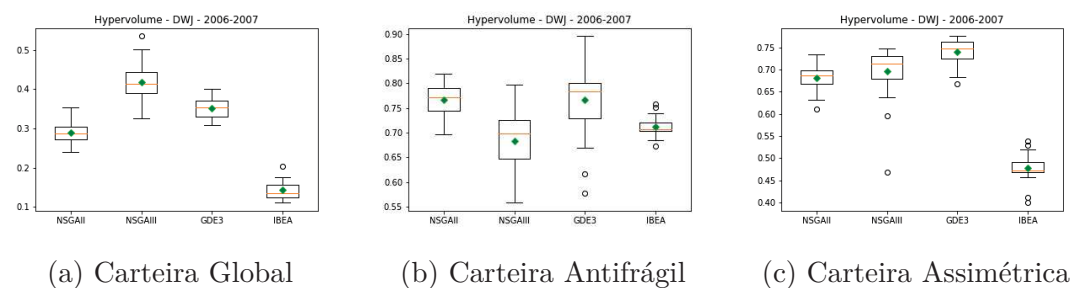 Hypervolume - DWJ - 2006-2007
0.5
0.4
0.3
0.2
0.1
NSGAII NSGAIII GDE3 IBEA
(a) Carteira Global
Hypervolume - DWJ - 2006-2007
0.90
0.85
0.80
0.75
0.70
0.65
0.60
0.55
NSGAII NSGAIII GDE3 IBEA
(b) Carteira Antifrágil
Hypervolume - DWJ - 2006-2007
0.75
0.70
0.65
0.60
0.55
0.50
0.45
0.40
NSGAII NSGAIII GDE3 IBEA
(c) Carteira Assimétrica